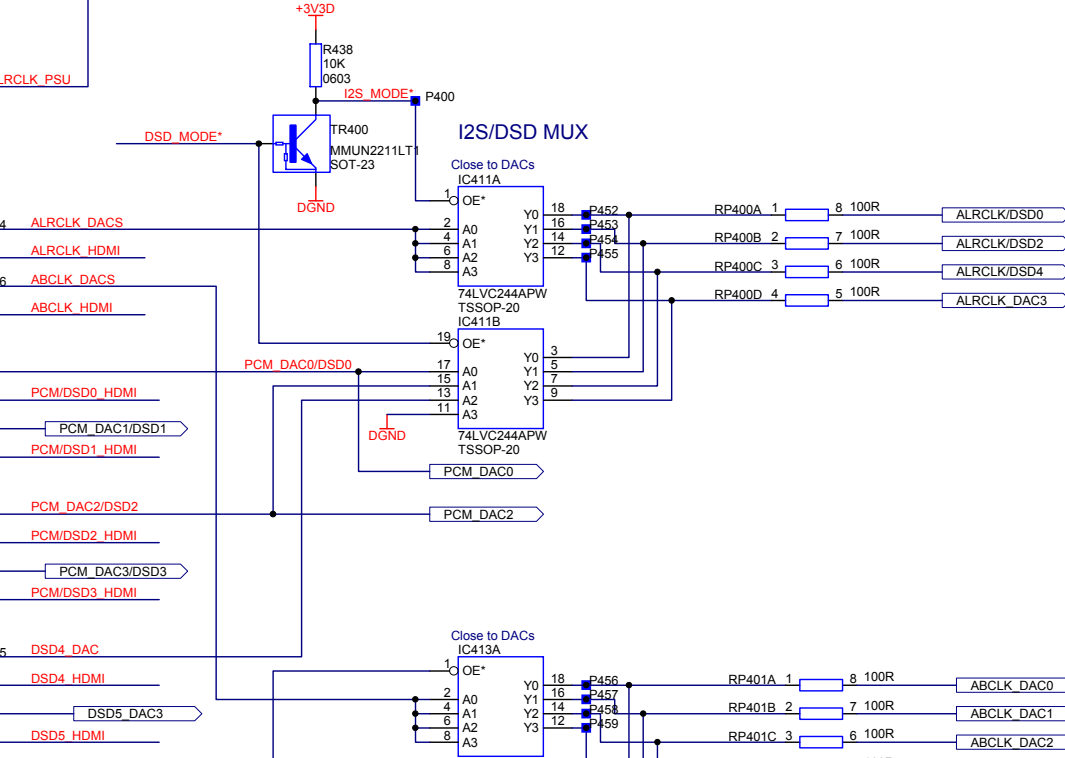 +3V3D
R438
10K
0603
LRCLK_PSU
I2S_MODE*
P400
DSD_MODE*
TR400
MMUN2211LT1
SOT-23
DGND
I2S/DSD MUX
Close to DACs
IC411A
1 OE*
2 A0
4 A1
6 A2
8 A3
Y0 18
Y1 16
Y2 14
Y3 12
P452
P453
P454
P455
74LVC244APW
TSSOP-20
RP400A 1 8 100R ALRCLK/DSD0
RP400B 2 7 100R ALRCLK/DSD2
RP400C 3 6 100R ALRCLK/DSD4
RP400D 4 5 100R ALRCLK_DAC3
4 ALRCLK_DACS
ALRCLK_HDMI
6 ABCLK_DACS
ABCLK_HDMI
IC411B
19 OE*
17 A0
15 A1
13 A2
11 A3
Y0 3
Y1 5
Y2 7
Y3 9
74LVC244APW
TSSOP-20
DGND
PCM_DAC0/DSD0
PCM/DSD0_HDMI
PCM_DAC1/DSD1
PCM/DSD1_HDMI
PCM_DAC0
PCM_DAC2/DSD2
PCM_DAC2
PCM/DSD2_HDMI
PCM_DAC3/DSD3
PCM/DSD3_HDMI
5 DSD4_DAC
DSD4_HDMI
DSD5_DAC3
DSD5_HDMI
Close to DACs
IC413A
1 OE*
2 A0
4 A1
6 A2
8 A3
Y0 18
Y1 16
Y2 14
Y3 12
P456
P457
P458
P459
RP401A 1 8 100R ABCLK_DAC0
RP401B 2 7 100R ABCLK_DAC1
RP401C 3 6 100R ABCLK_DAC2